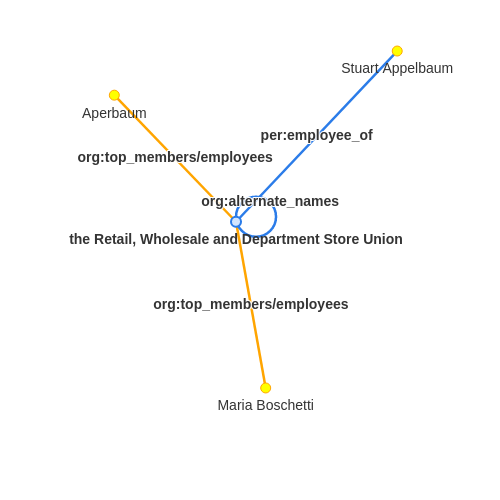 Stuart Appelbaum
Aperbaum
per:employee_of
org:top_members/employees
org:alternate_names
the Retail, Wholesale and Department Store Union
org:top_members/employees
Maria Boschetti